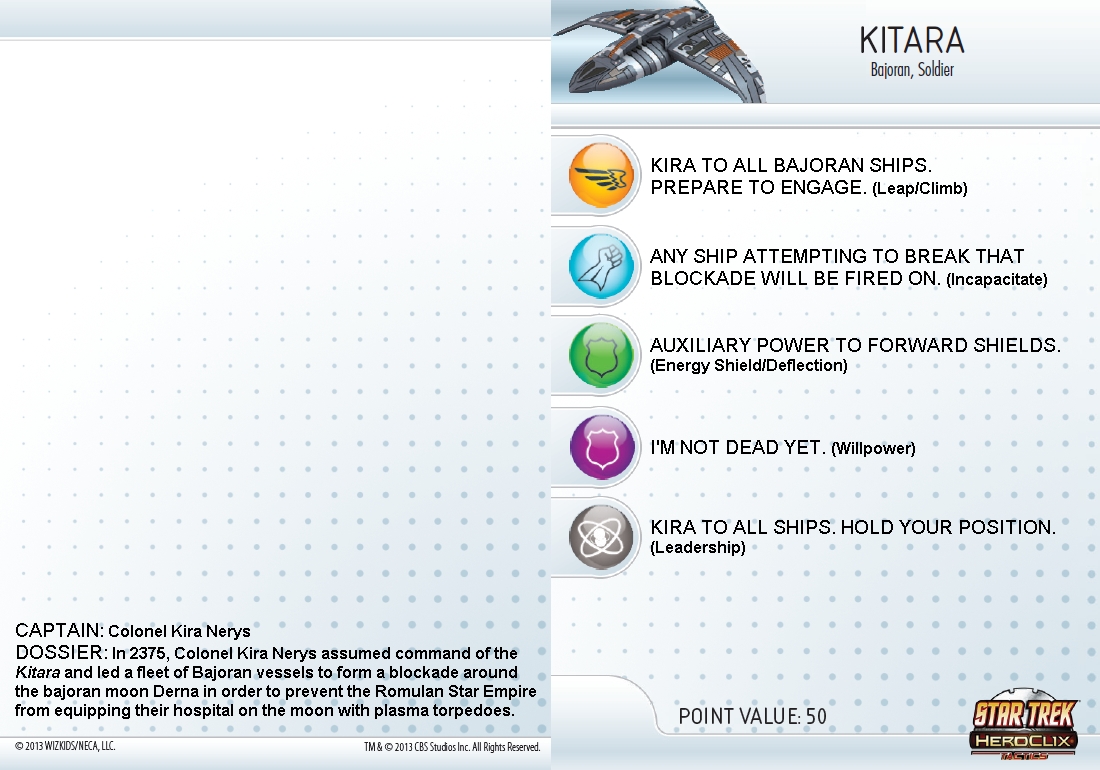 KITARA
Bajoran, Soldier
KIRA TO ALL BAJORAN SHIPS.
PREPARE TO ENGAGE. (Leap/Climb)
ANY SHIP ATTEMPTING TO BREAK THAT
BLOCKADE WILL BE FIRED ON. (Incapacitate)
AUXILIARY POWER TO FORWARD SHIELDS.
(Energy Shield/Deflection)
I'M NOT DEAD YET. (Willpower)
KIRA TO ALL SHIPS. HOLD YOUR POSITION.
(Leadership)
CAPTAIN: Colonel Kira Nerys
DOSSIER: In 2375, Colonel Kira Nerys assumed command of the
Kitara and led a fleet of Bajoran vessels to form a blockade around
the bajoran moon Derna in order to prevent the Romulan Star Empire
from equipping their hospital on the moon with plasma torpedoes.
POINT VALUE: 50
STAR TREK
HEROCLIX
TACTICS
© 2013 WIZKIDS/NECA, LLC.
TM & © 2013 CBS Studios Inc. All Rights Reserved.